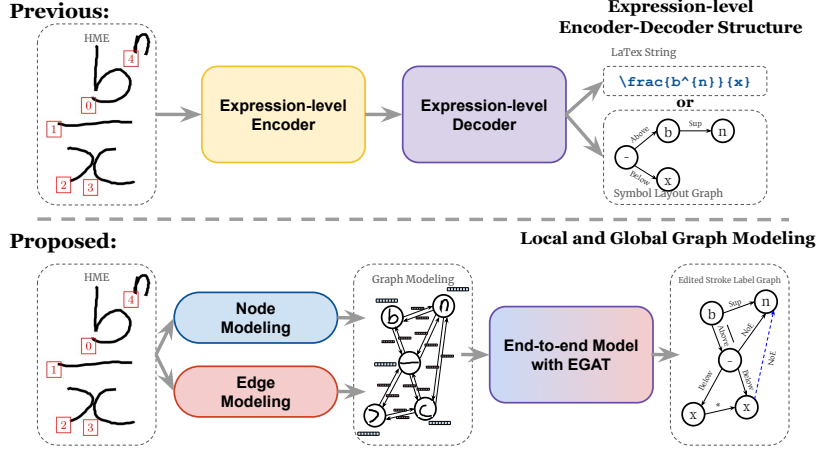 Previous:
Expression-level
Encoder-Decoder Structure
HME
b
n
x
4
0
1
2
3
Expression-level
Encoder
Expression-level
Decoder
LaTex String
\frac{b^{n}}{x}
or
Above
b
Sup
n
-
Below
x
Symbol Layout Graph
Proposed:
Local and Global Graph Modeling
HME
b
n
x
4
0
1
2
3
Node
Modeling
Edge
Modeling
Graph Modeling
b
n
End-to-end Model
with EGAT
Edited Stroke Label Graph
b
Sup
n
Above
NoE
-
NoE
Below
Below
x
*
x